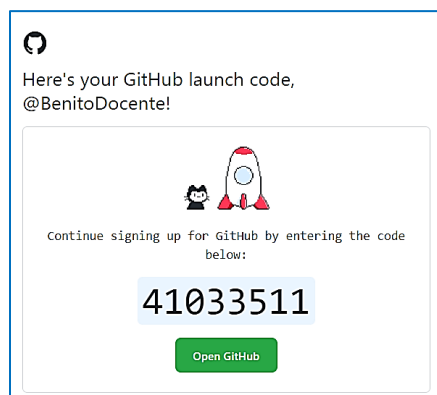 Here's your GitHub launch code,
@BenitoDocente!
Continue signing up for GitHub by entering the code
below:
41033511
Open GitHub